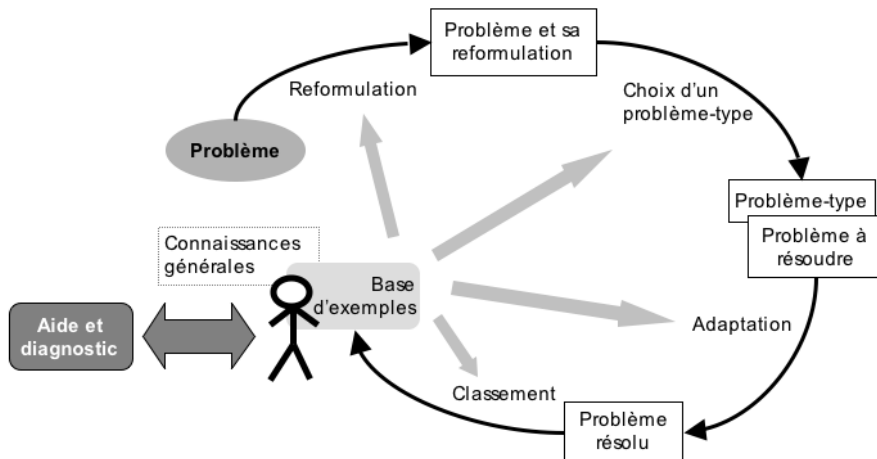 Problème et sa
reformulation
Reformulation
Choix d'un
problème-type
Problème
Problème-type
Problème à
résoudre
Connaissances
générales
Base
d'exemples
Aide et
diagnostic
Adaptation
Classement
Problème
résolu